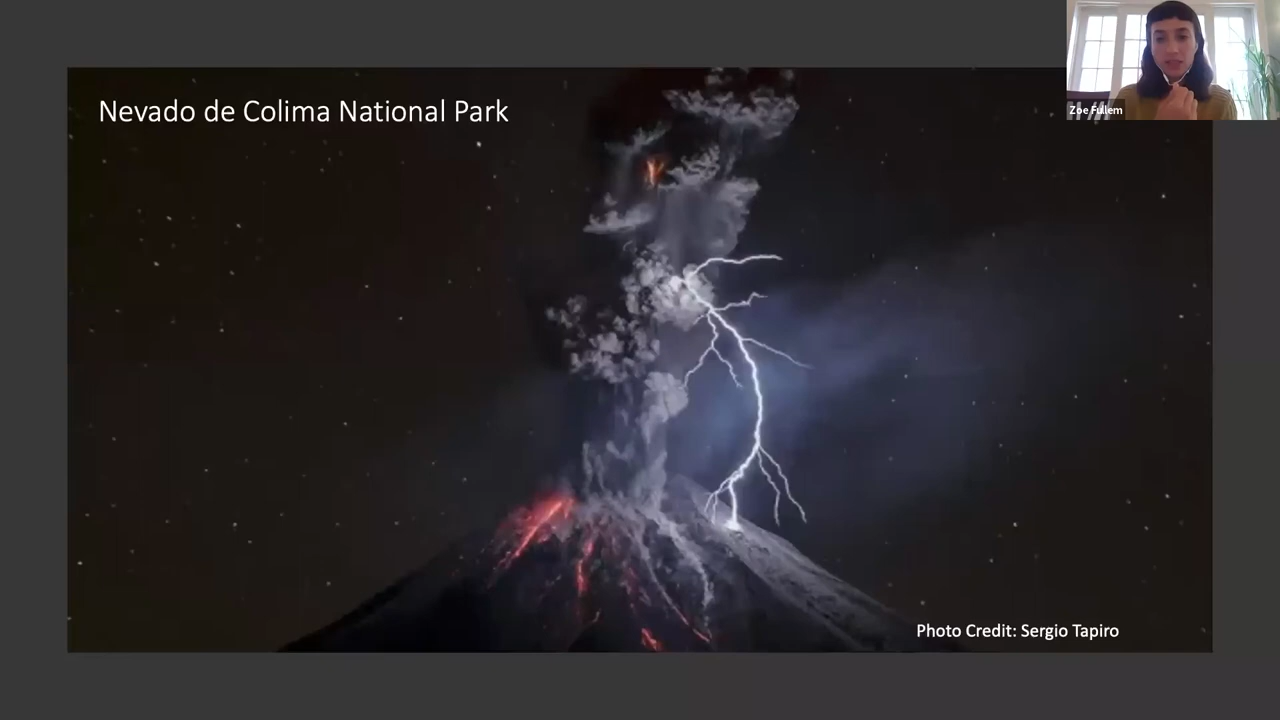 Nevado de Colima National Park
Zoe Fullem
Photo Credit: Sergio Tapiro